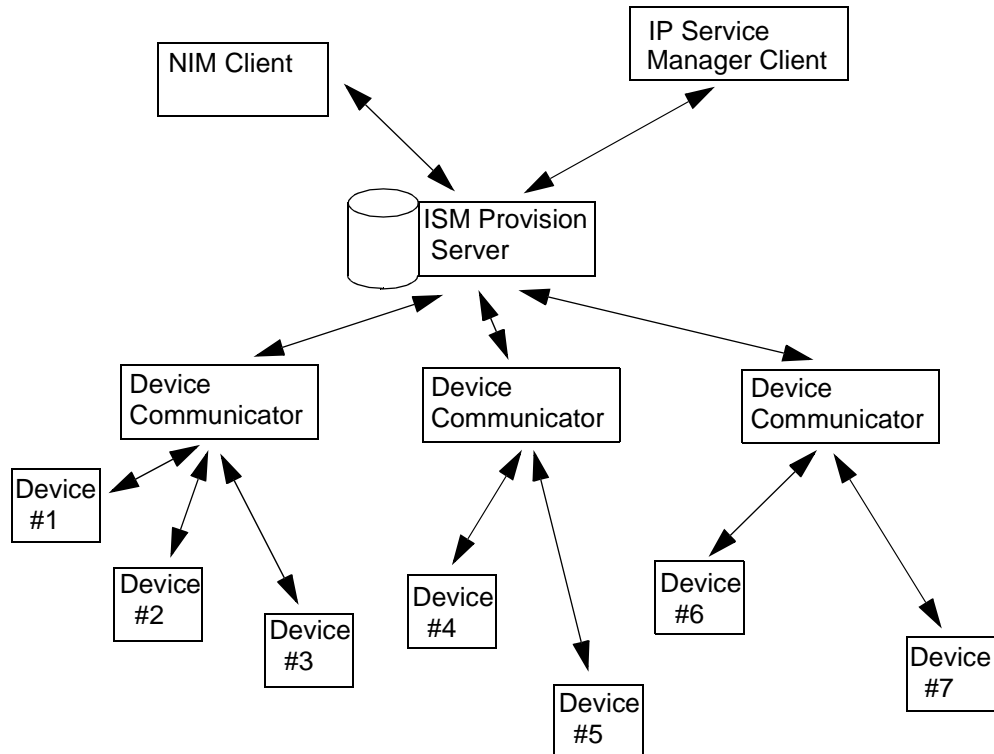 NIM Client
IP Service
Manager Client
ISM Provision
Server
Device
Communicator
Device
Communicator
Device
Communicator
Device
#1
Device
#2
Device
#3
Device
#4
Device
#5
Device
#6
Device
#7